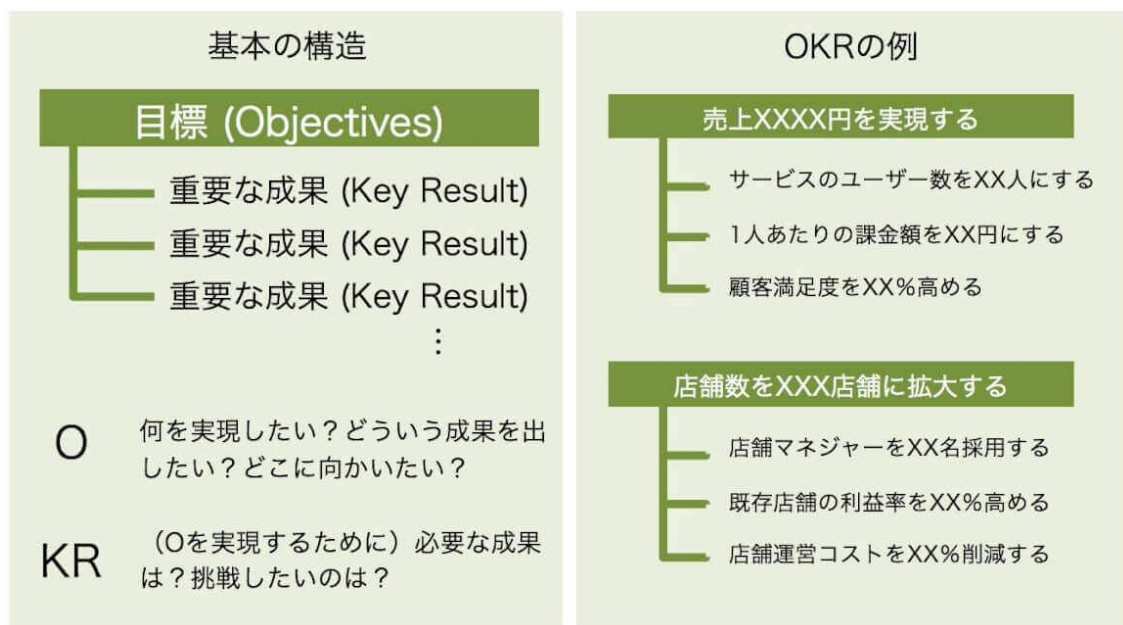 基本の構造
目標 (Objectives)
重要な成果 (Key Result)
重要な成果 (Key Result)
重要な成果 (Key Result)
⋮
O
何を実現したい？どういう成果を出
したい？どこに向かいたい？
KR
（Oを実現するために）必要な成果
は？挑戦したいのは？
OKRの例
売上XXXX円を実現する
サービスのユーザー数をXX人にする
1人あたりの課金額をXX円にする
顧客満足度をXX%高める
店舗数をXXX店舗に拡大する
店舗マネジャーをXX名採用する
既存店舗の利益率をXX%高める
店舗運営コストをXX%削減する